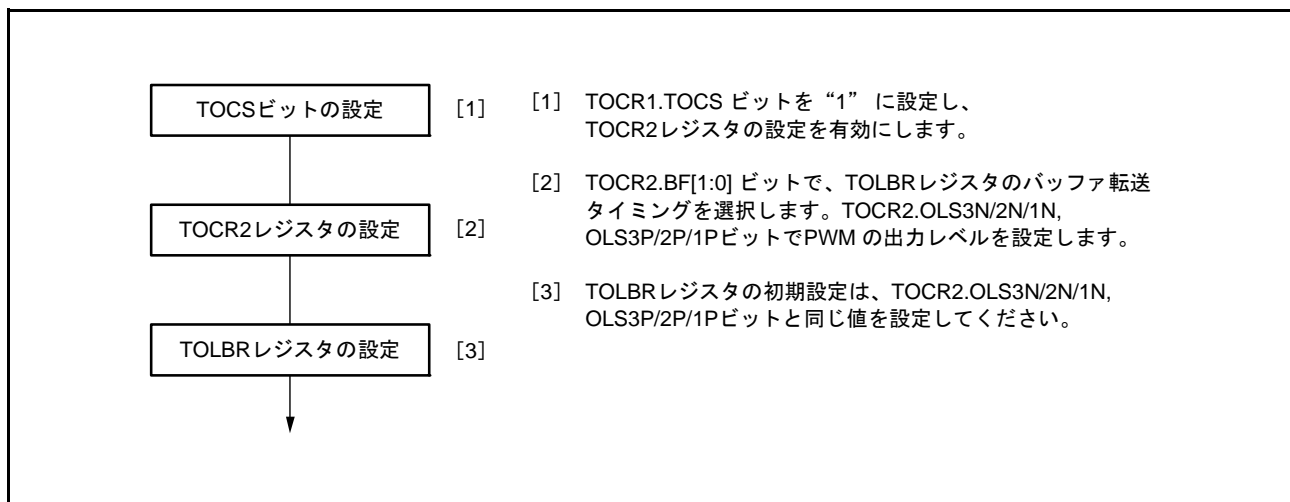 TOCSビットの設定
[1]
[1] TOCR1.TOCS ビットを“1” に設定し、
TOCR2レジスタの設定を有効にします。
TOCR2レジスタの設定
[2]
[2] TOCR2.BF[1:0] ビットで、TOLBRレジスタのバッファ転送
タイミングを選択します。TOCR2.OLS3N/2N/1N,
OLS3P/2P/1PビットでPWM の出力レベルを設定します。
TOLBRレジスタの設定
[3]
[3] TOLBRレジスタの初期設定は、TOCR2.OLS3N/2N/1N,
OLS3P/2P/1Pビットと同じ値を設定してください。